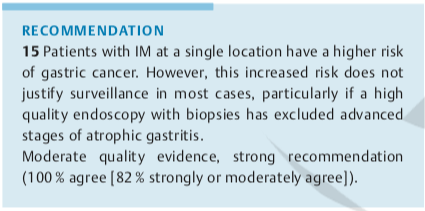 RECOMMENDATION
15 Patients with IM at a single location have a higher risk
of gastric cancer. However, this increased risk does not
justify surveillance in most cases, particularly if a high
quality endoscopy with biopsies has excluded advanced
stages of atrophic gastritis.
Moderate quality evidence, strong recommendation
(100 % agree [82 % strongly or moderately agree]).